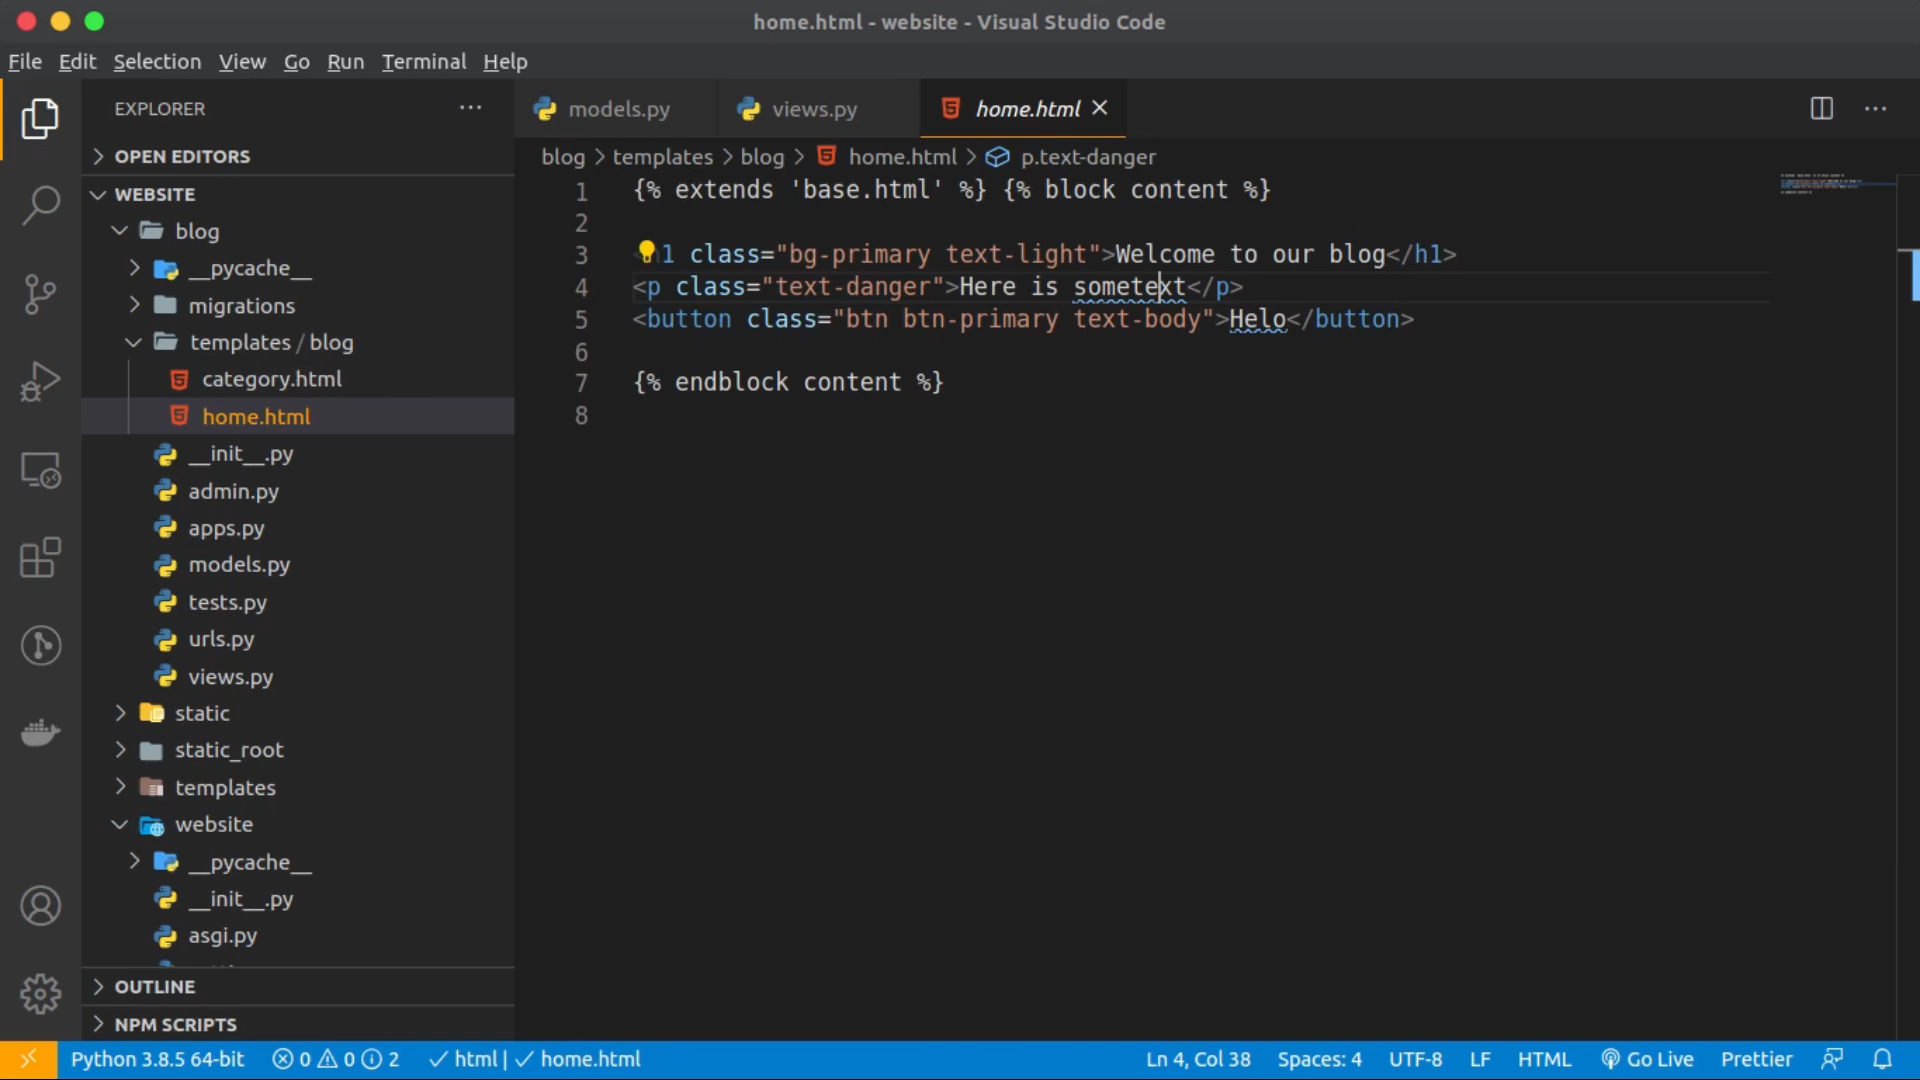 home.html - website - Visual Studio Code
File Edit Selection View Go Run Terminal Help
EXPLORER
models.py
views.py
home.html
OPEN EDITORS
blog > templates > blog > home.html > p.text-danger
WEBSITE
blog
__pycache__
migrations
templates / blog
category.html
home.html
__init__.py
admin.py
apps.py
models.py
tests.py
urls.py
views.py
static
static_root
templates
website
__pycache__
__init__.py
asgi.py
OUTLINE
NPM SCRIPTS
1 {% extends 'base.html' %} {% block content %}
2
3 1 class="bg-primary text-light">Welcome to our blog</h1>
4 <p class="text-danger">Here is sometext</p>
5 <button class="btn btn-primary text-body">Helo</button>
6
7 {% endblock content %}
8
Python 3.8.5 64-bit 0 0 2 html | home.html Ln 4, Col 38 Spaces: 4 UTF-8 LF HTML Go Live Prettier